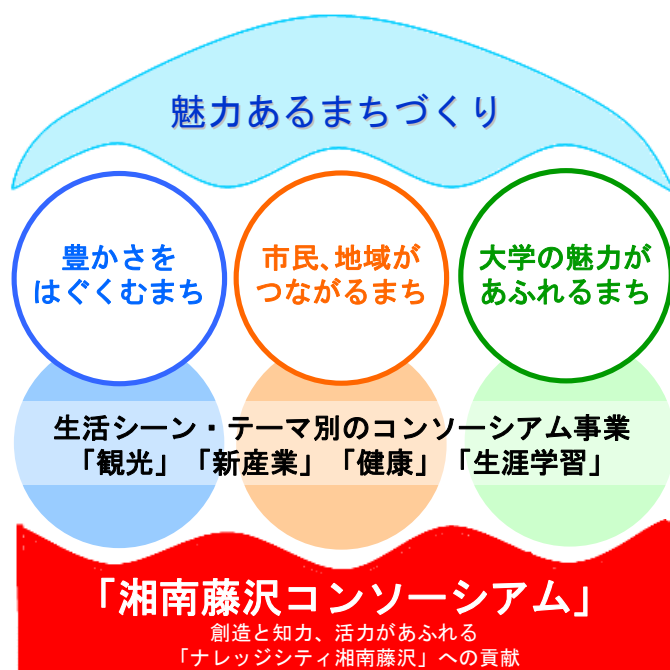 魅力あるまちづくり
豊かさを
はぐくむまち
市民、地域が
つながるまち
大学の魅力が
あふれるまち
生活シーン・テーマ別のコンソーシアム事業
「観光」「新産業」「健康」「生涯学習」
「湘南藤沢コンソーシアム」
創造と知力、活力があふれる
「ナレッジシティ湘南藤沢」への貢献